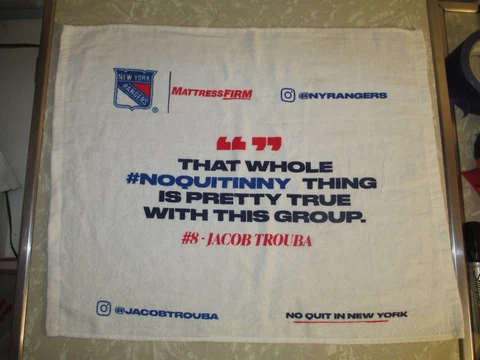 NEW YORK
RANGERS
MATTRESSFIRM
@NYRANGERS
THAT WHOLE
#NOQUITINNY THING
IS PRETTY TRUE
WITH THIS GROUP.
#8 - JACOB TROUBA
@JACOBTROUBA
NO QUIT IN NEW YORK